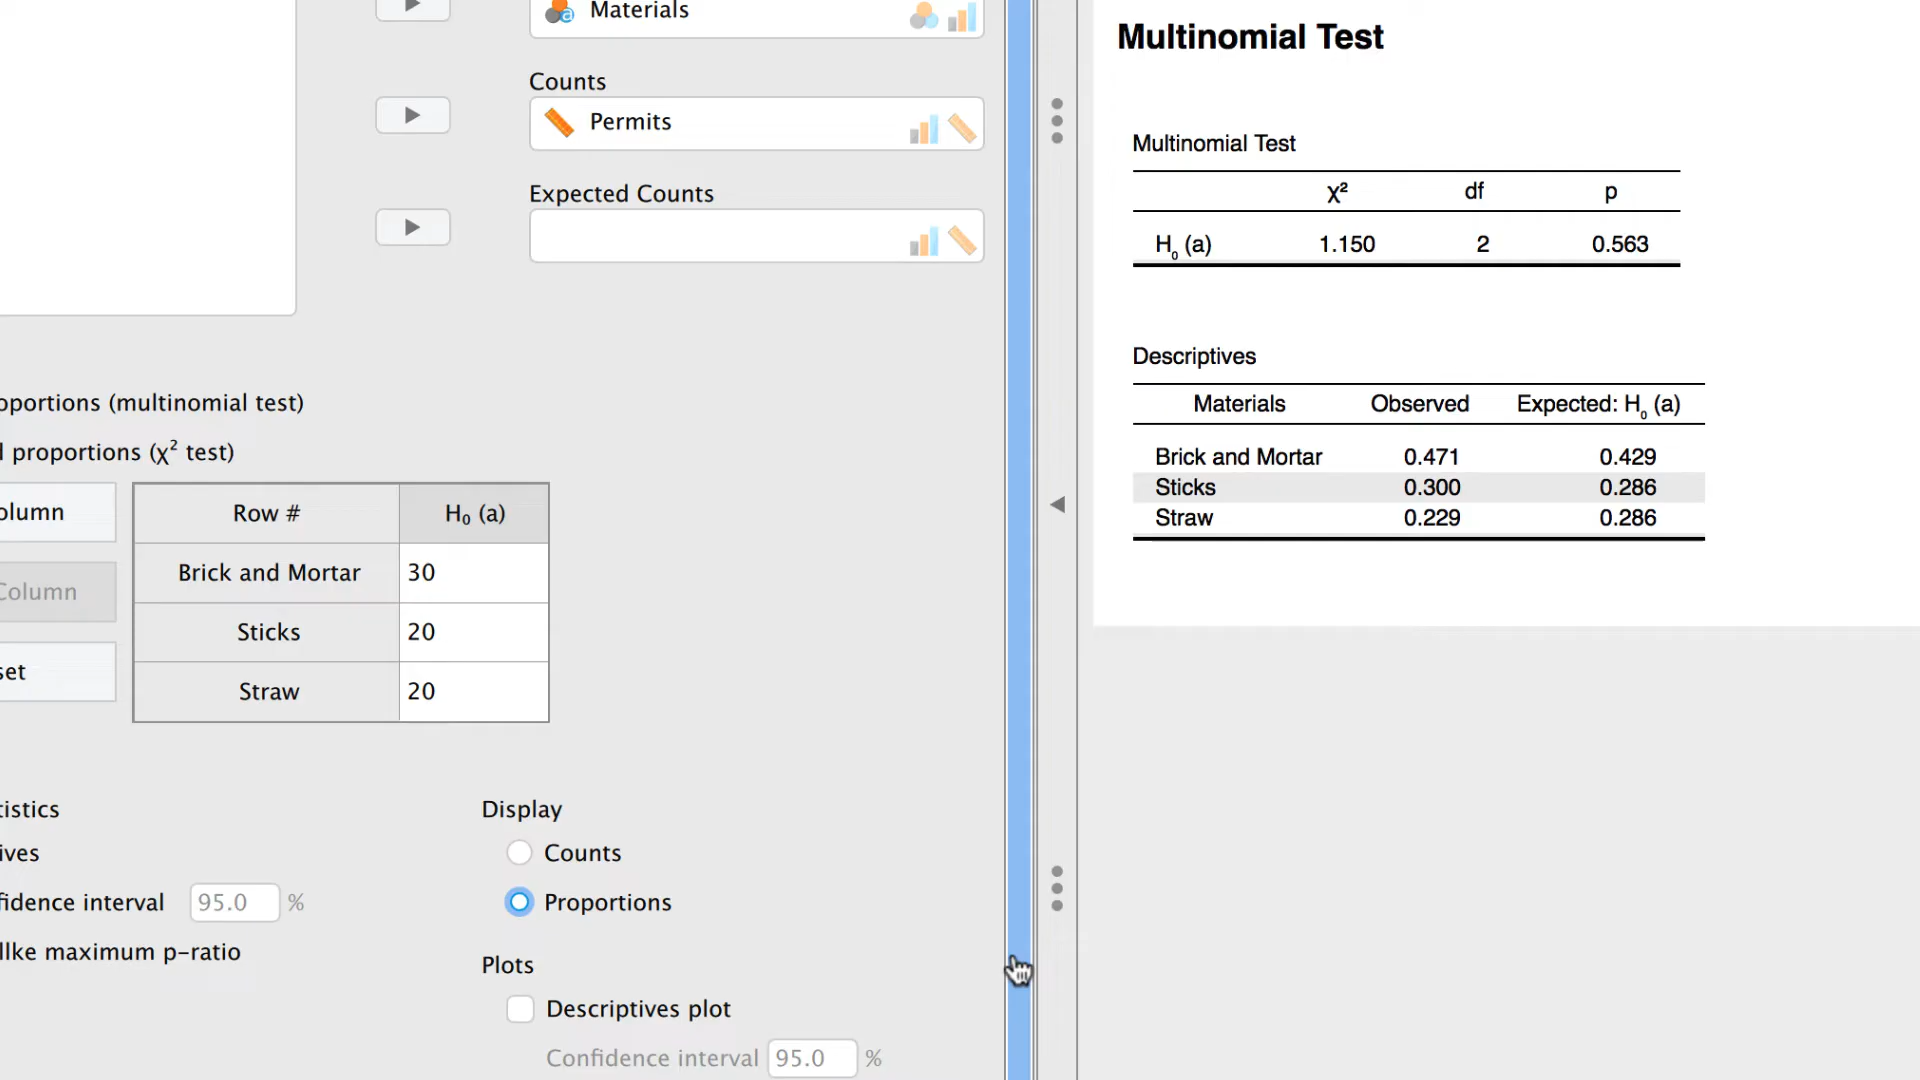 Materials
Counts
Permits
Expected Counts
oportions (multinomial test)
l proportions (χ² test)
olumn
Column
set
Row # H₀ (a)
Brick and Mortar 30
Sticks 20
Straw 20
tistics
ives
fidence interval 95.0 %
lke maximum p-ratio
Display
Counts
Proportions
Plots
Descriptives plot
Confidence interval 95.0 %
Multinomial Test
Multinomial Test
χ² df p
H₀ (a) 1.150 2 0.563
Descriptives
Materials Observed Expected: H₀ (a)
Brick and Mortar 0.471 0.429
Sticks 0.300 0.286
Straw 0.229 0.286